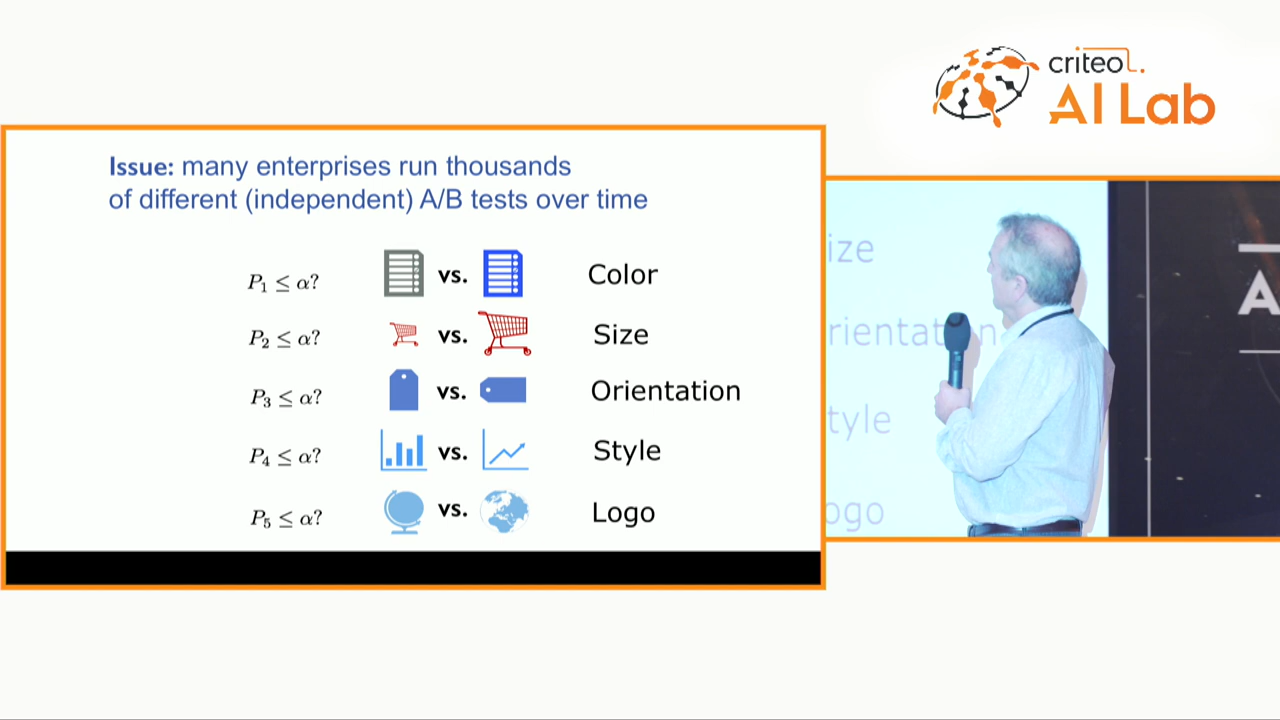 criteo
AI Lab
Issue: many enterprises run thousands
of different (independent) A/B tests over time
P1 ≤ α? vs. Color
P2 ≤ α? vs. Size
P3 ≤ α? vs. Orientation
P4 ≤ α? vs. Style
P5 ≤ α? vs. Logo
ize
rientation
tyle
ogo
A